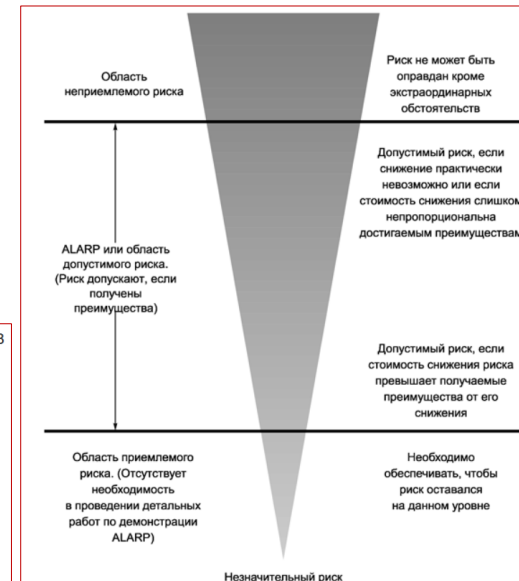 Область
неприемлемого риска
Риск не может быть
оправдан кроме
экстраординарных
обстоятельств
Допустимый риск, если
снижение практически
невозможно или если
стоимость снижения слишком
непропорциональна
достигаемым преимуществам
ALARP или область
допустимого риска.
(Риск допускают, если
получены
преимущества)
Допустимый риск, если
стоимость снижения риска
превышает получаемые
преимущества от его
снижения
Область приемлемого
риска. (Отсутствует
необходимость
в проведении детальных
работ по демонстрации
ALARP)
Необходимо
обеспечивать, чтобы
риск оставался
на данном уровне
Незначительный риск